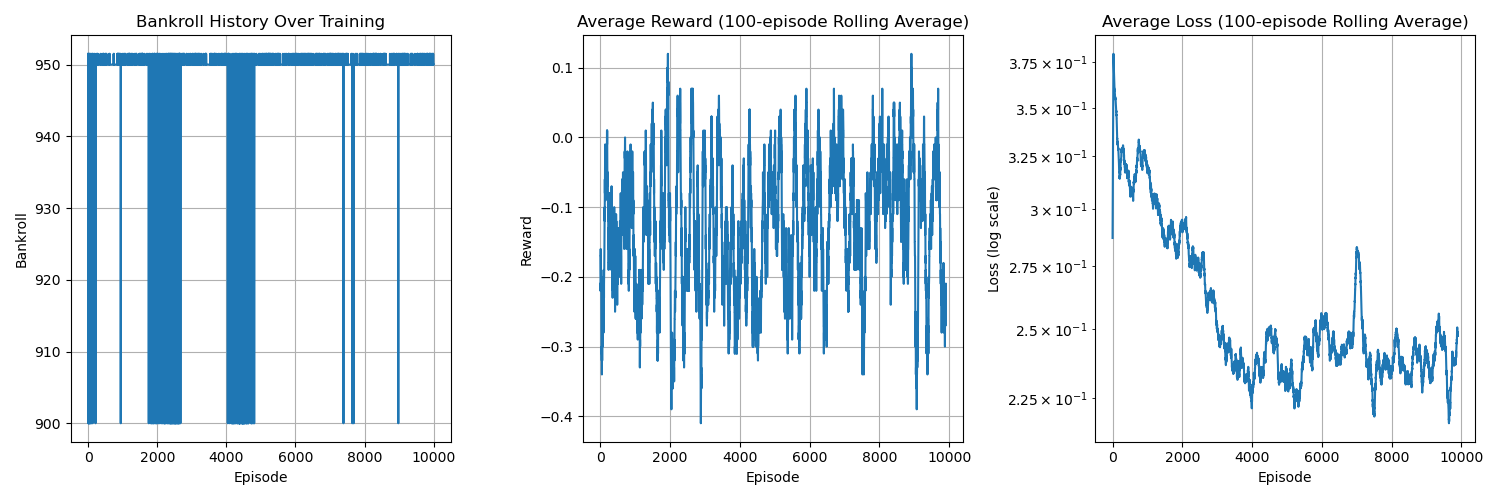 Bankroll History Over Training
Bankroll
950
940
930
920
910
900
0 2000 4000 6000 8000 10000
Episode
Average Reward (100-episode Rolling Average)
Reward
0.1
0.0
−0.1
−0.2
−0.3
−0.4
0 2000 4000 6000 8000 10000
Episode
Average Loss (100-episode Rolling Average)
Loss (log scale)
3.75 × 10⁻¹
3.5 × 10⁻¹
3.25 × 10⁻¹
3 × 10⁻¹
2.75 × 10⁻¹
2.5 × 10⁻¹
2.25 × 10⁻¹
0 2000 4000 6000 8000 10000
Episode